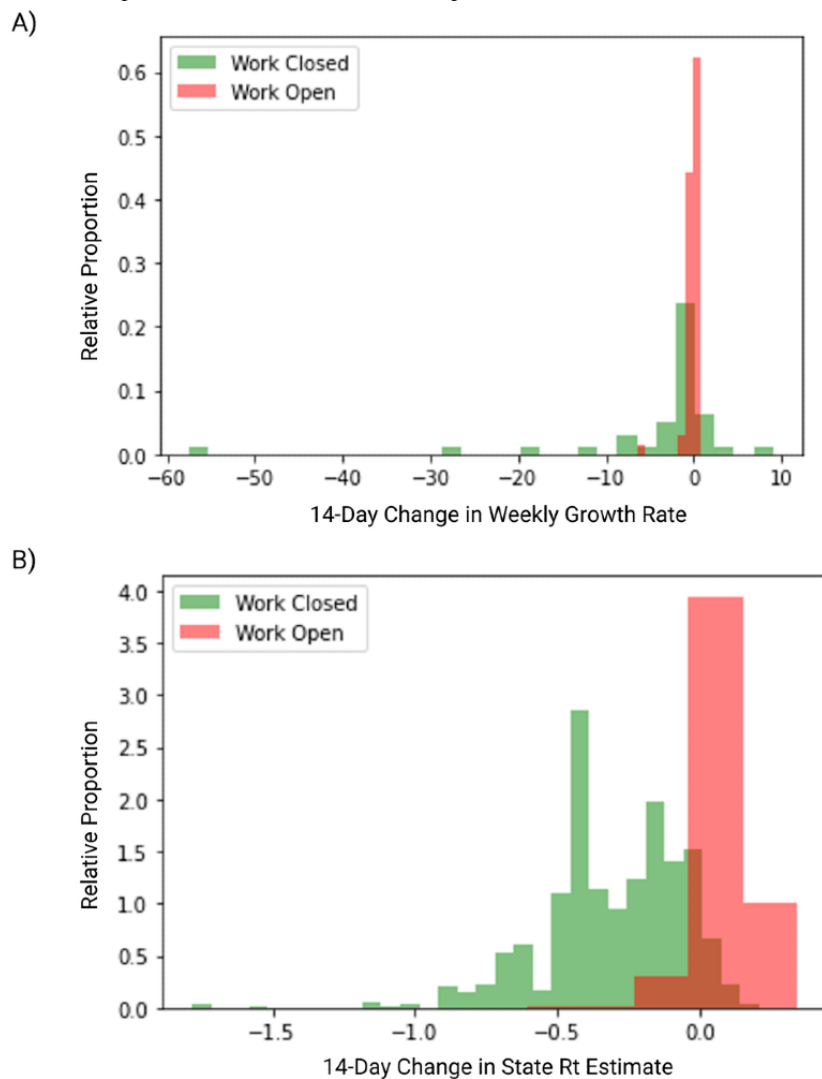 A)
Work Closed
Work Open
0.6
0.5
0.4
0.3
0.2
0.1
0.0
Relative Proportion
−60 −50 −40 −30 −20 −10 0 10
14-Day Change in Weekly Growth Rate
B)
Work Closed
Work Open
4.0
3.5
3.0
2.5
2.0
1.5
1.0
0.5
0.0
Relative Proportion
−1.5 −1.0 −0.5 0.0
14-Day Change in State Rt Estimate